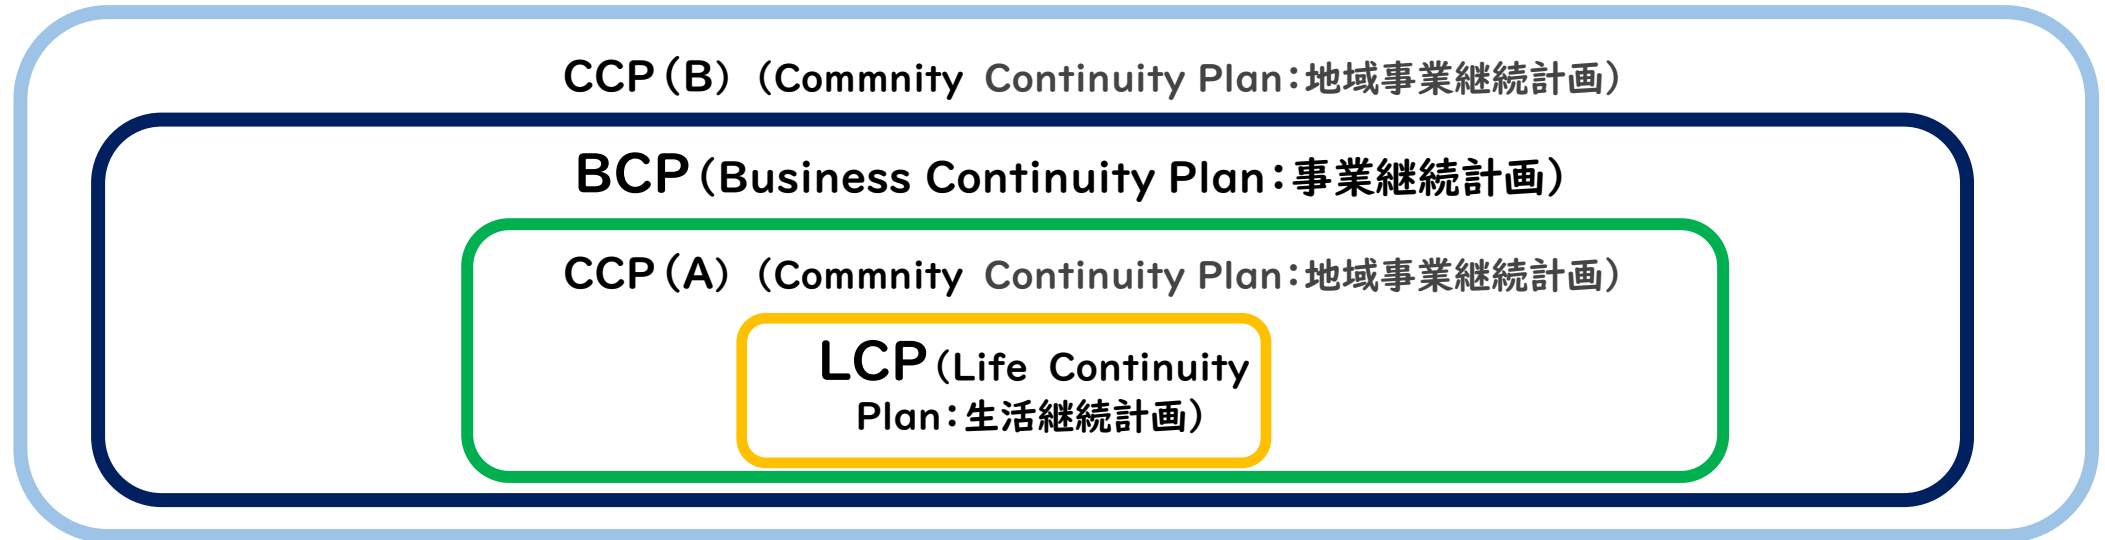 CCP（B）（Commnity Continuity Plan：地域事業継続計画）
BCP（Business Continuity Plan：事業継続計画）
CCP（A）（Commnity Continuity Plan：地域事業継続計画）
LCP（Life Continuity
Plan：生活継続計画）